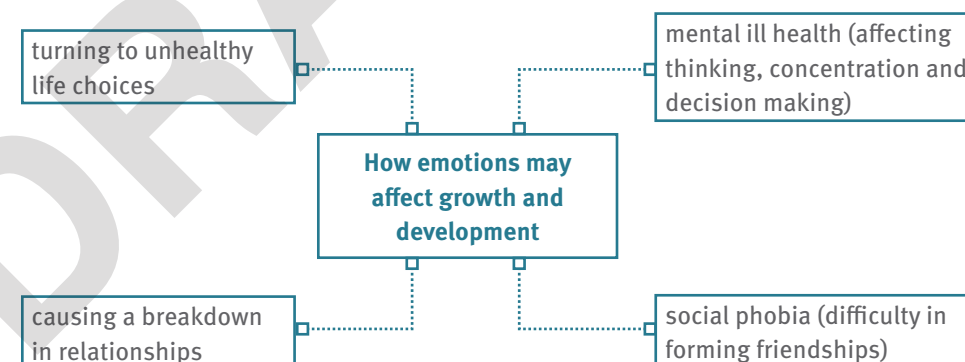 turning to unhealthy
life choices
mental ill health (affecting
thinking, concentration and
decision making)
How emotions may
affect growth and
development
causing a breakdown
in relationships
social phobia (difficulty in
forming friendships)